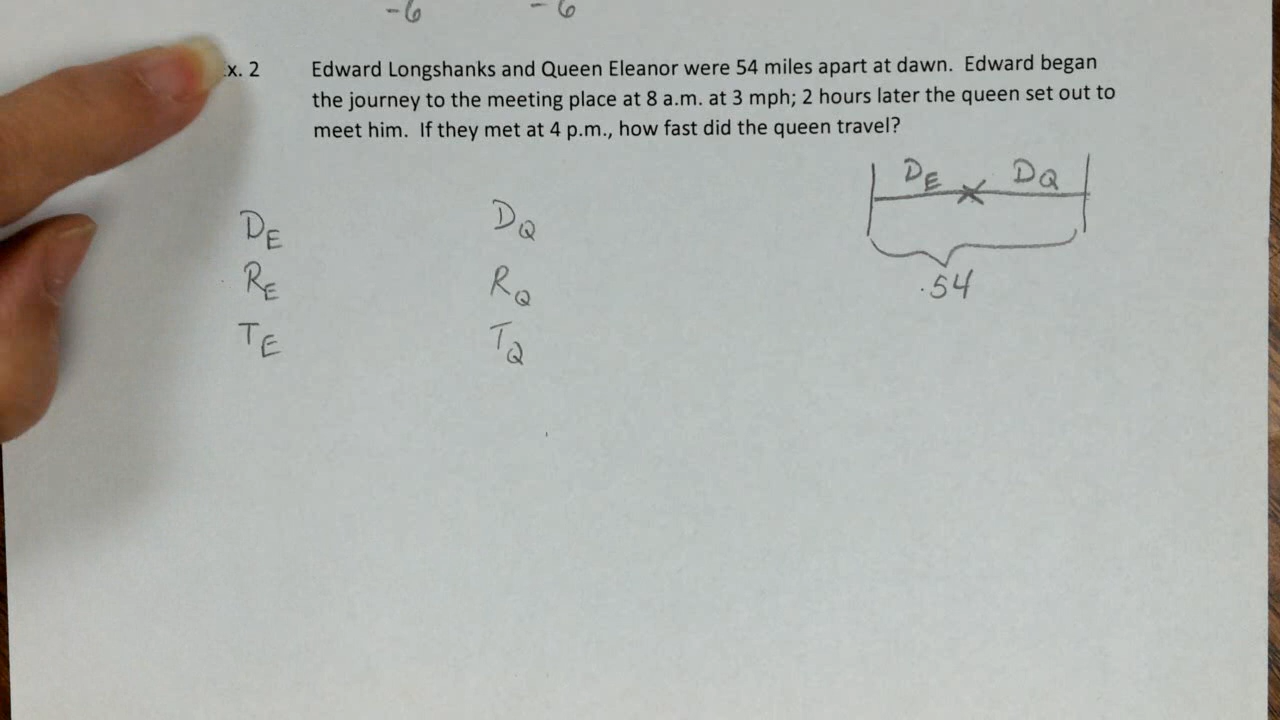 -6 -6
x. 2 Edward Longshanks and Queen Eleanor were 54 miles apart at dawn. Edward began
the journey to the meeting place at 8 a.m. at 3 mph; 2 hours later the queen set out to
meet him. If they met at 4 p.m., how fast did the queen travel?
DE DQ
DE DQ
RE RQ
.54
TE TQ